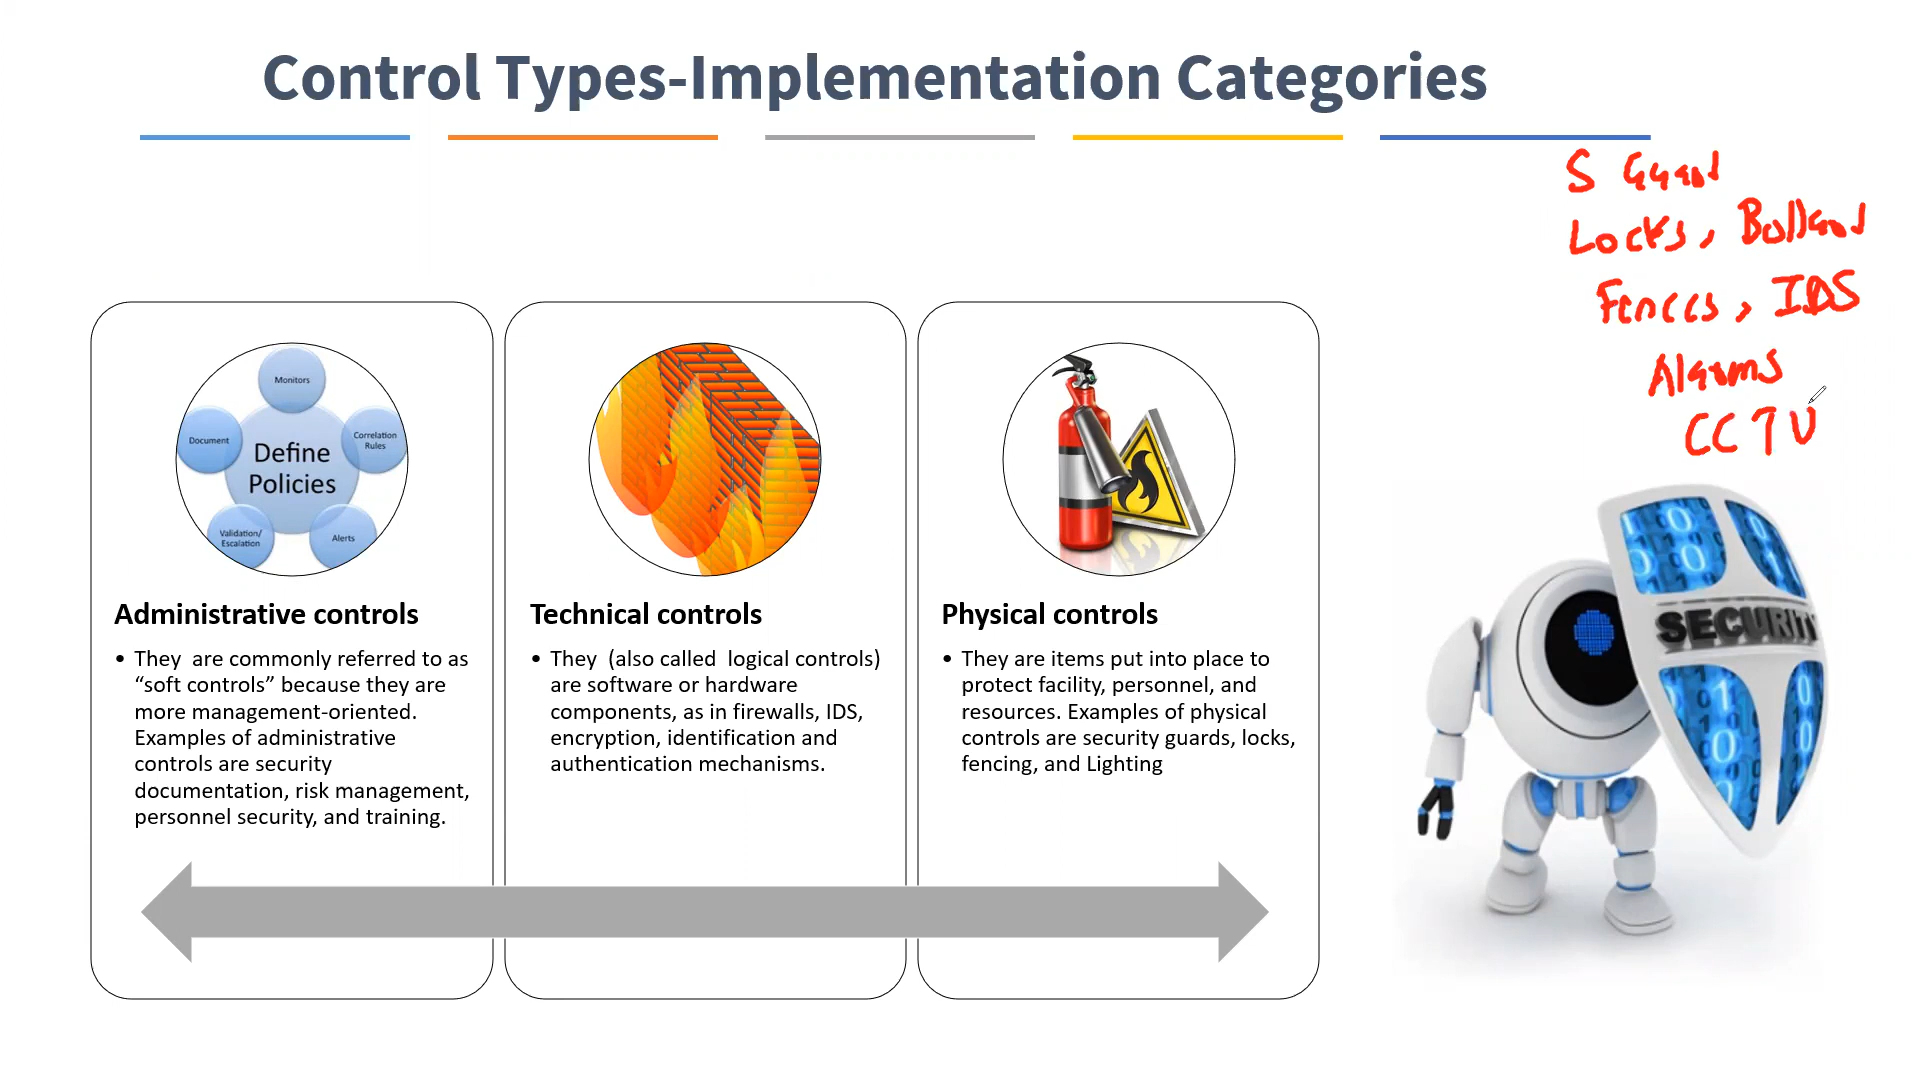 Control Types-Implementation Categories
S Guard
Locks, Bollard
Fences, IDS
Alarms
CCTV
Monitors
Document
Correlation
Rules
Define
Policies
Validation/
Escalation
Alerts
Administrative controls
• They are commonly referred to as
“soft controls” because they are
more management-oriented.
Examples of administrative
controls are security
documentation, risk management,
personnel security, and training.
Technical controls
• They (also called logical controls)
are software or hardware
components, as in firewalls, IDS,
encryption, identification and
authentication mechanisms.
Physical controls
• They are items put into place to
protect facility, personnel, and
resources. Examples of physical
controls are security guards, locks,
fencing, and Lighting
SECURITY